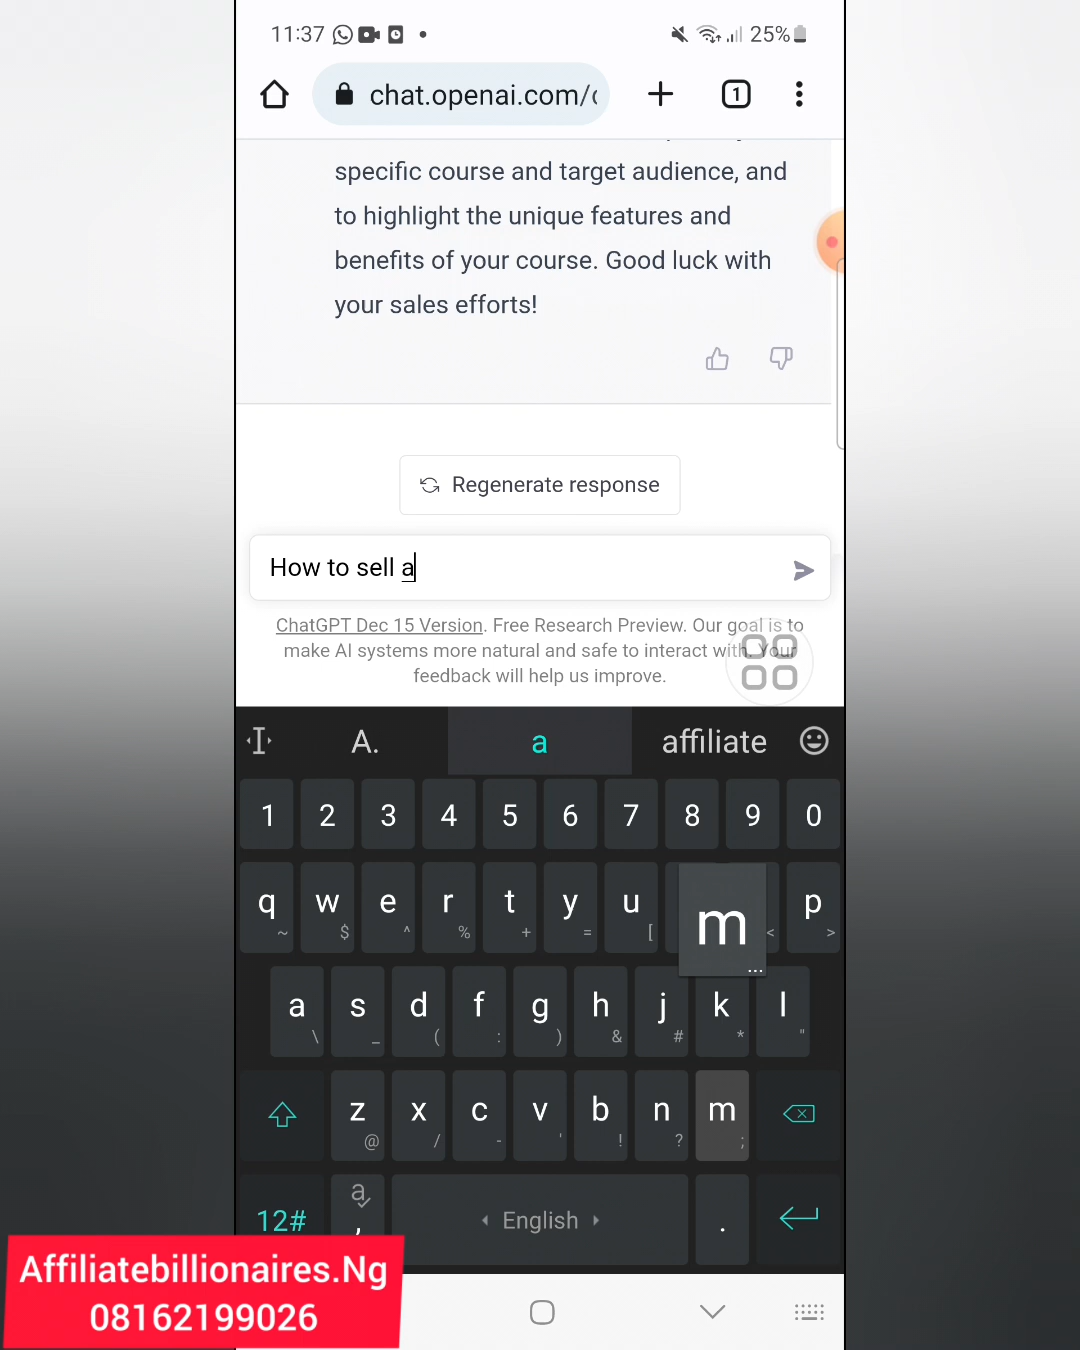 11:37
25%
chat.openai.com/c
1
specific course and target audience, and
to highlight the unique features and
benefits of your course. Good luck with
your sales efforts!
Regenerate response
How to sell a
ChatGPT Dec 15 Version. Free Research Preview. Our goal is to
make AI systems more natural and safe to interact with. Your
feedback will help us improve.
A. a affiliate
1 2 3 4 5 6 7 8 9 0
q w e r t y u m p
~ $ ^ % + = [ ... < >
a s d f g h j k l
\ _ ( : ) & # * "
z x c v b n m
@ / - ' ! ? ;
12# a , English .
Affiliatebillionaires.Ng
08162199026